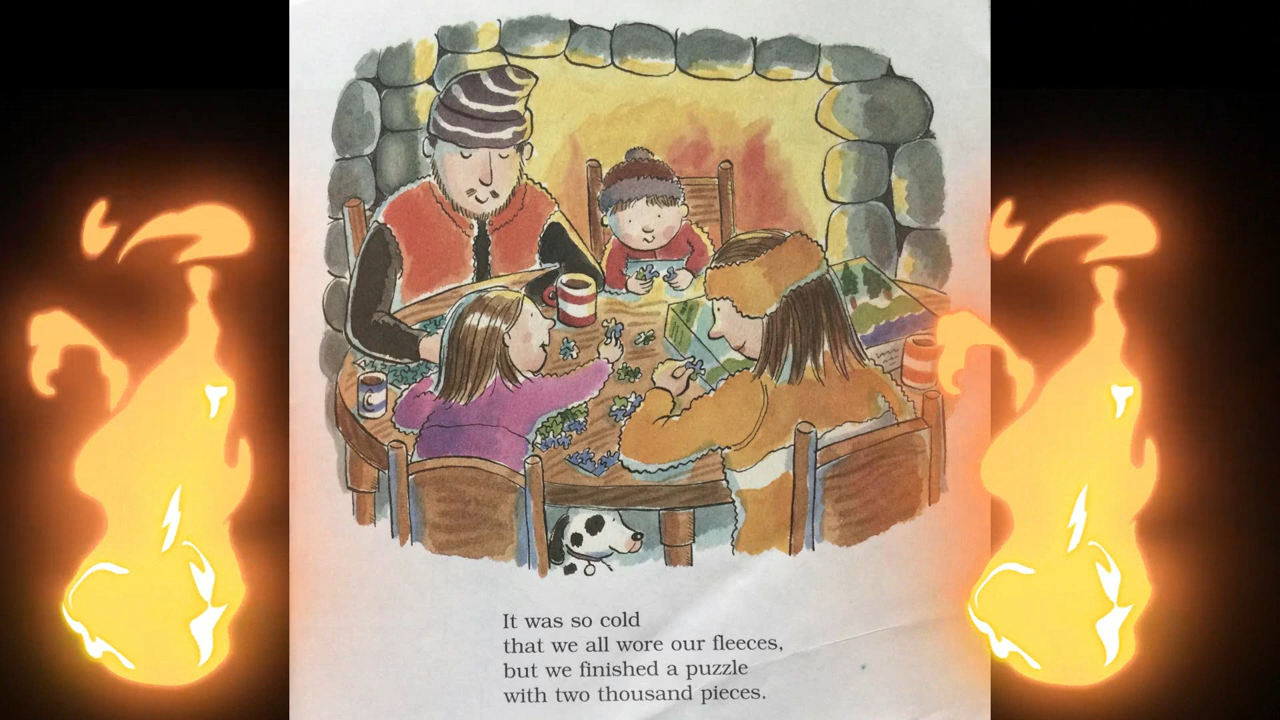 It was so cold
that we all wore our fleeces,
but we finished a puzzle
with two thousand pieces.